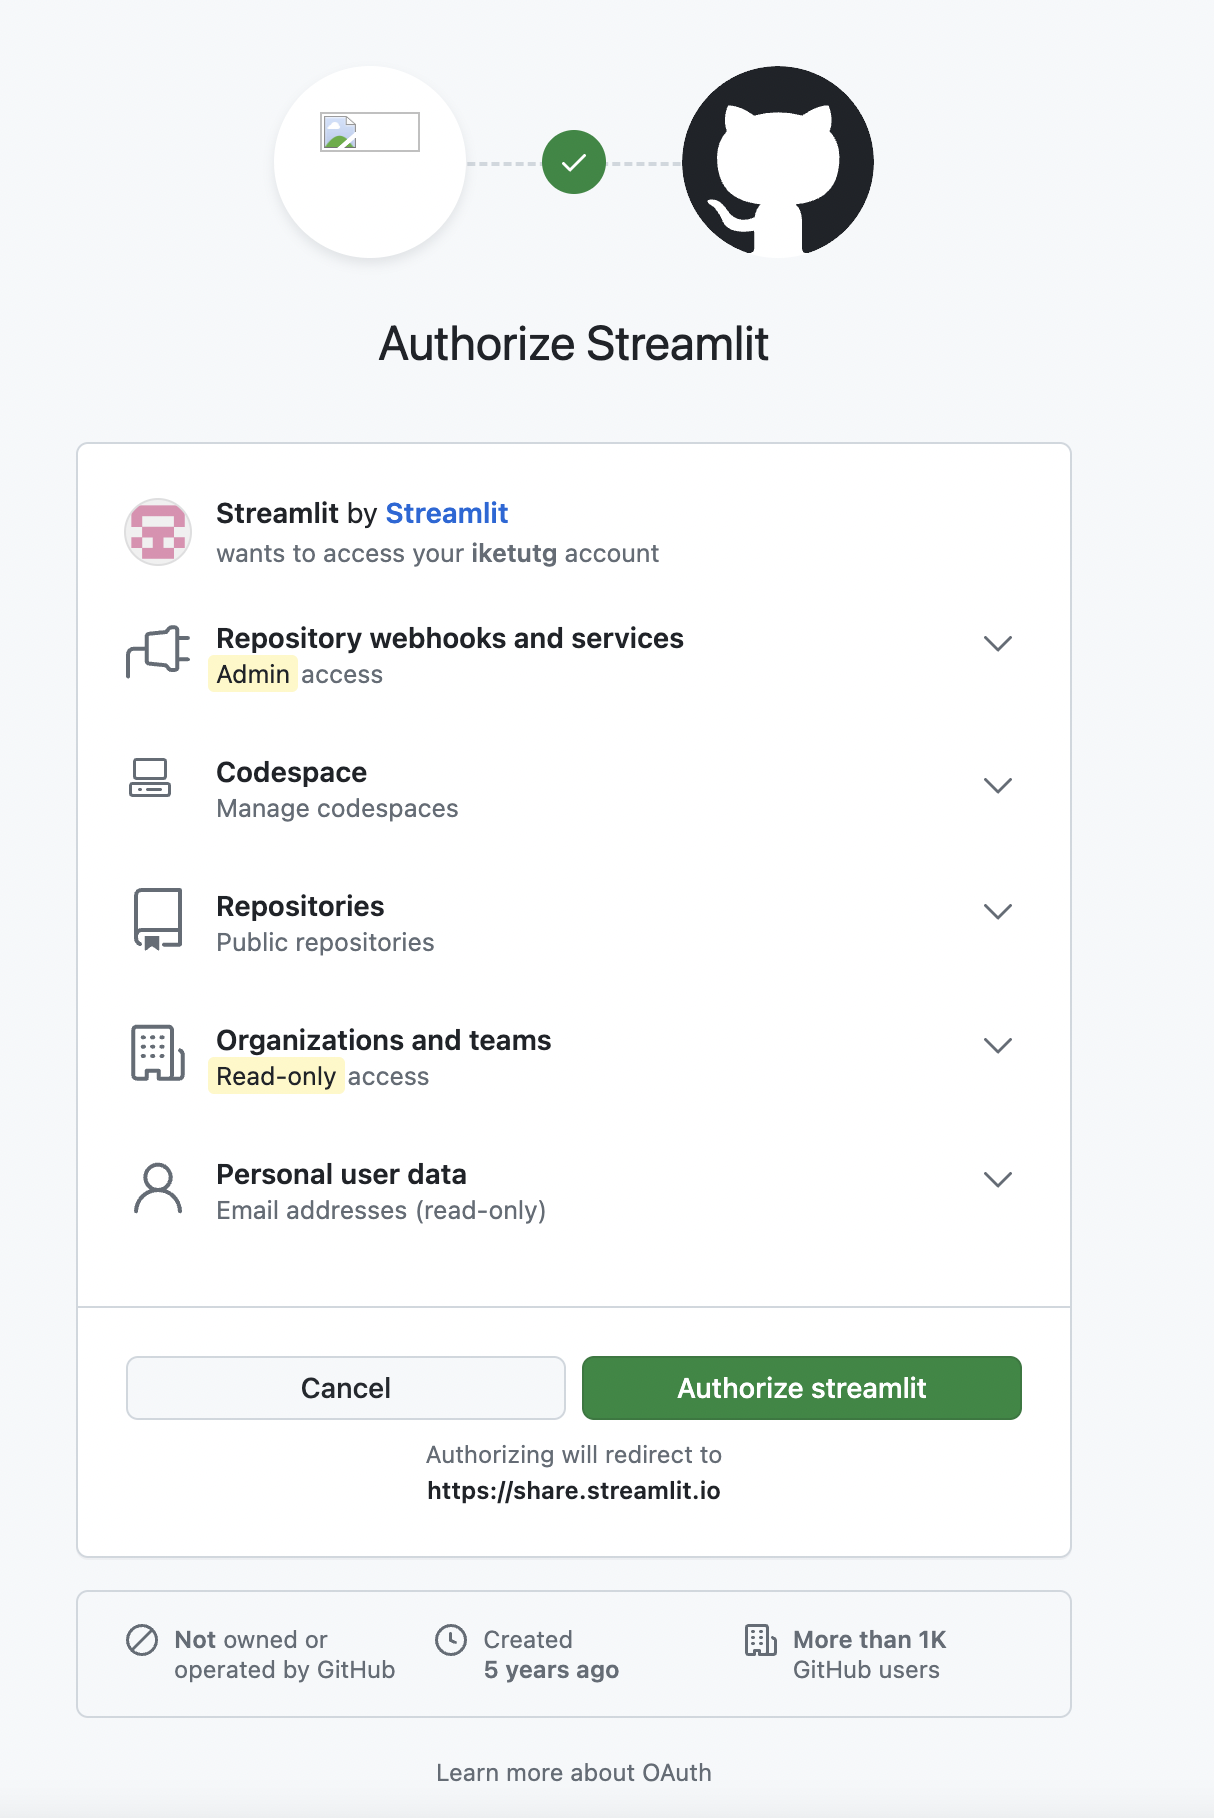 Authorize Streamlit
Streamlit by Streamlit
wants to access your iketutg account
Repository webhooks and services
Admin access
Codespace
Manage codespaces
Repositories
Public repositories
Organizations and teams
Read-only access
Personal user data
Email addresses (read-only)
Cancel
Authorize streamlit
Authorizing will redirect to
https://share.streamlit.io
Not owned or
operated by GitHub
Created
5 years ago
More than 1K
GitHub users
Learn more about OAuth